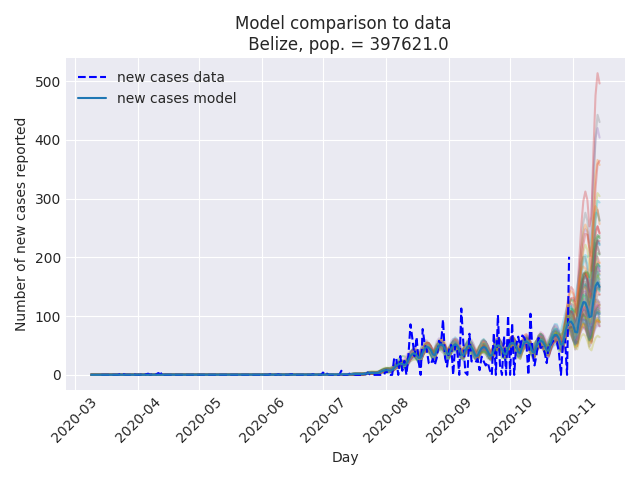 Model comparison to data
Belize, pop. = 397621.0
new cases data
new cases model
Number of new cases reported
500
400
300
200
100
0
2020-03
2020-04
2020-05
2020-06
2020-07
2020-08
2020-09
2020-10
2020-11
Day